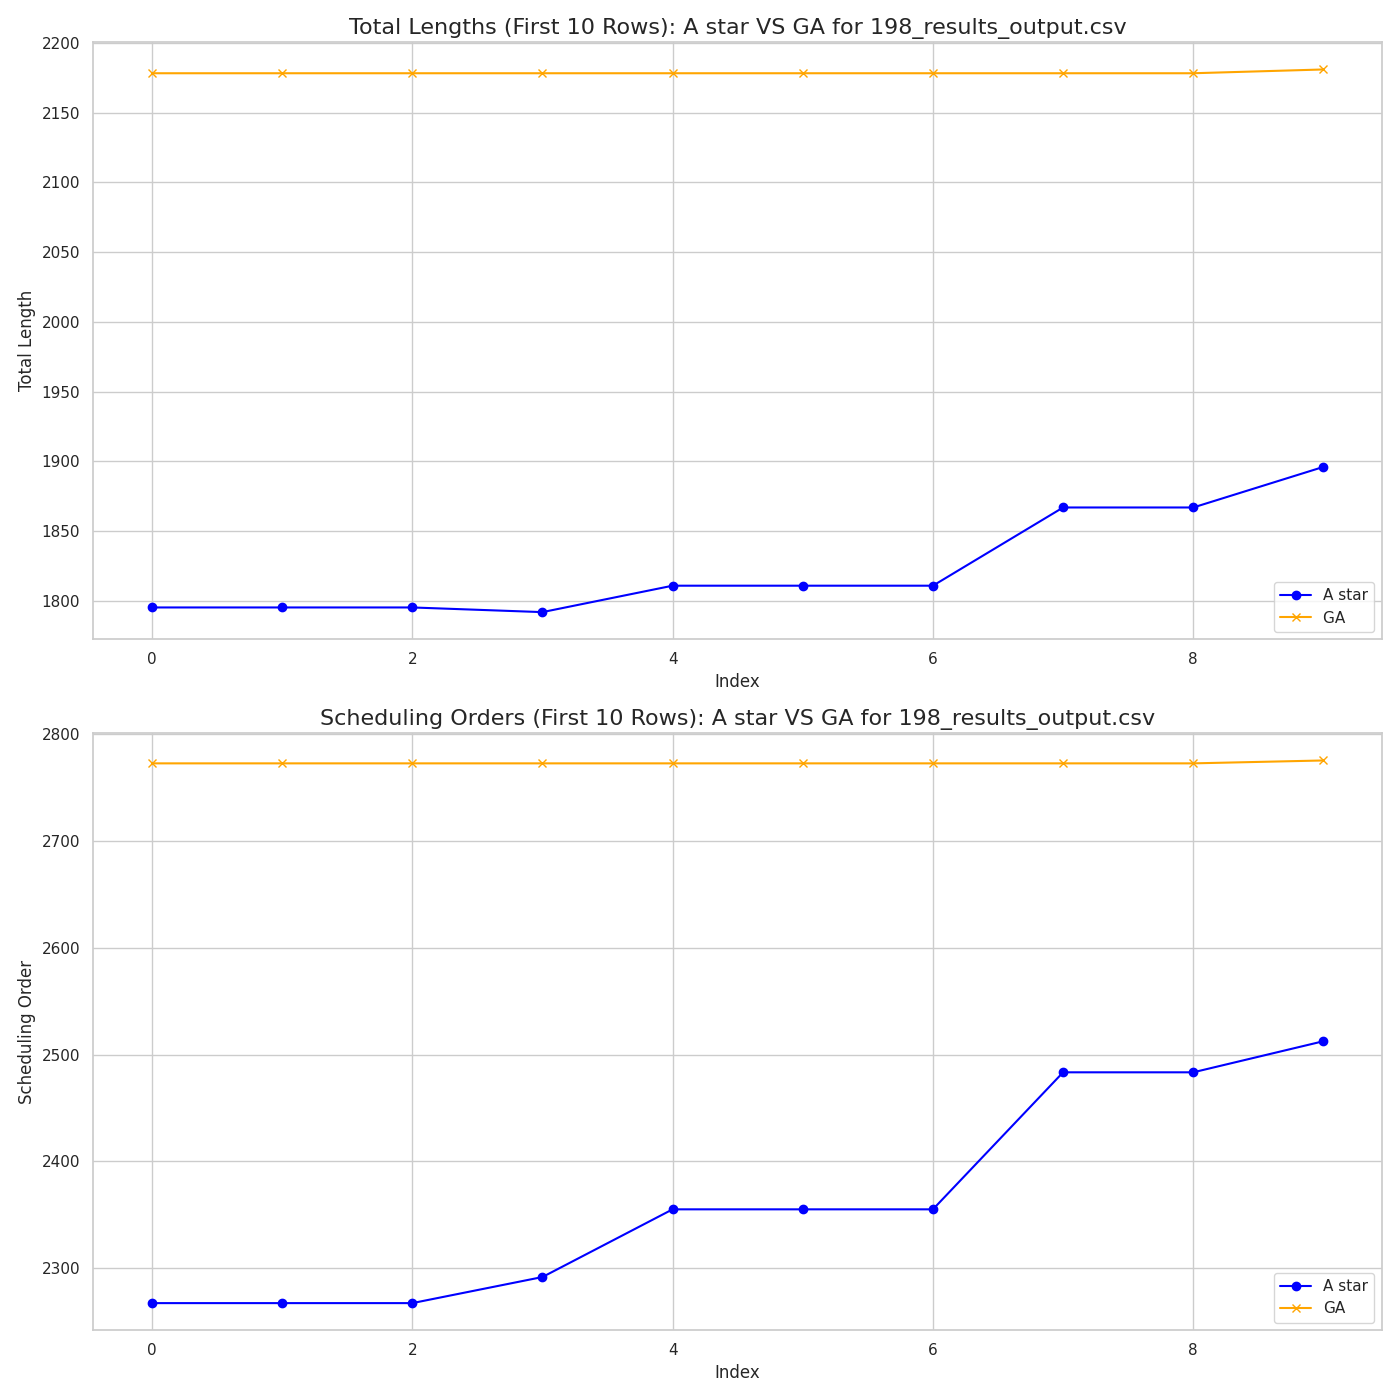 Total Lengths (First 10 Rows): A star VS GA for 198_results_output.csv
2200
2150
2100
2050
2000
1950
1900
1850
1800
Total Length
0 2 4 6 8
Index
A star
GA
Scheduling Orders (First 10 Rows): A star VS GA for 198_results_output.csv
2800
2700
2600
2500
2400
2300
Scheduling Order
0 2 4 6 8
Index
A star
GA